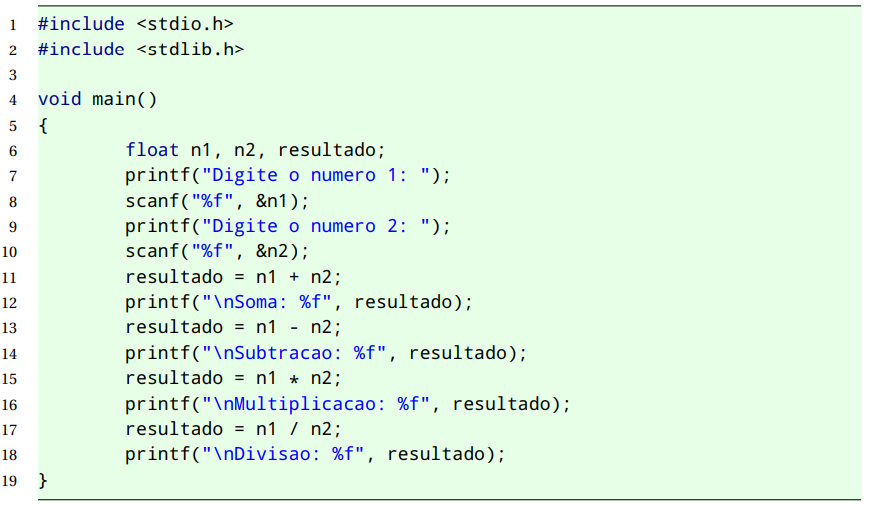 1 #include <stdio.h>
2 #include <stdlib.h>
3
4 void main()
5 {
6         float n1, n2, resultado;
7         printf("Digite o numero 1: ");
8         scanf("%f", &n1);
9         printf("Digite o numero 2: ");
10         scanf("%f", &n2);
11         resultado = n1 + n2;
12         printf("\nSoma: %f", resultado);
13         resultado = n1 - n2;
14         printf("\nSubtracao: %f", resultado);
15         resultado = n1 * n2;
16         printf("\nMultiplicacao: %f", resultado);
17         resultado = n1 / n2;
18         printf("\nDivisao: %f", resultado);
19 }